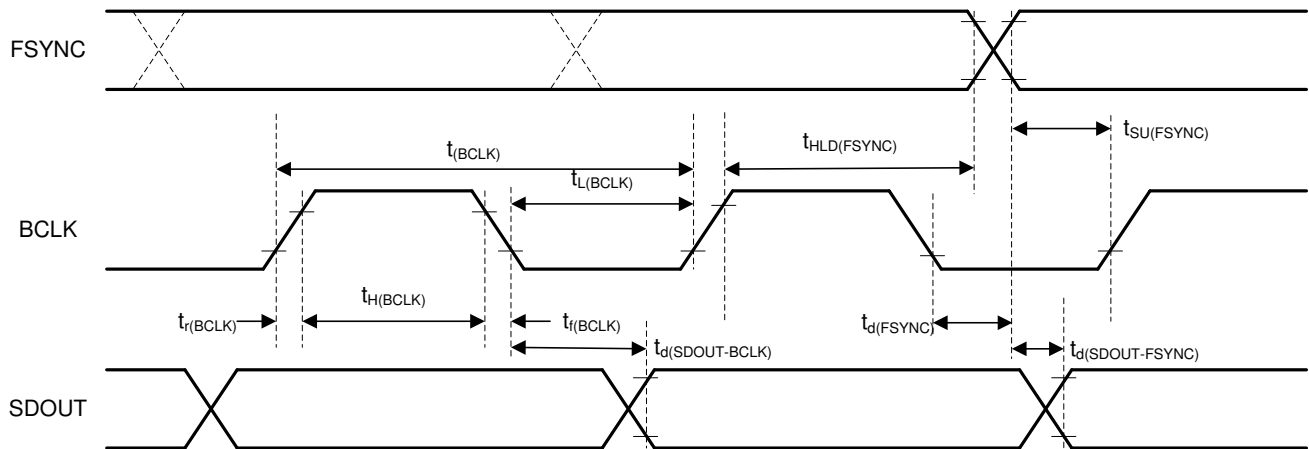 FSYNC
tSU(FSYNC)
tHLD(FSYNC)
t(BCLK)
tL(BCLK)
BCLK
tH(BCLK)
tr(BCLK)
tf(BCLK)
td(FSYNC)
td(SDOUT-BCLK)
td(SDOUT-FSYNC)
SDOUT